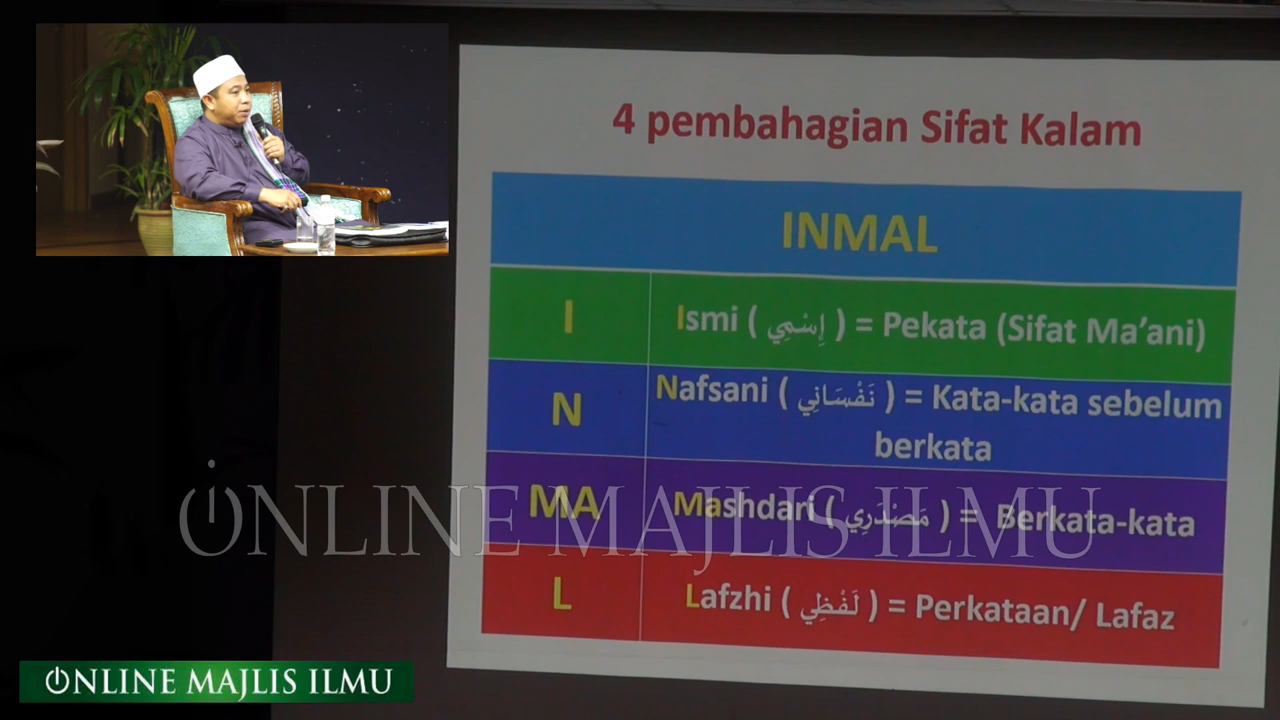 4 pembahagian Sifat Kalam
INMAL
I
Ismi ( إِسْمِي ) = Pekata (Sifat Ma'ani)
N
Nafsani ( نَفْسَانِي ) = Kata-kata sebelum
berkata
MA
Mashdari ( مَصْدَرِي ) = Berkata-kata
L
Lafzhi ( لَفْظِي ) = Perkataan/ Lafaz
ONLINE MAJLIS ILMU
ONLINE MAJLIS ILMU